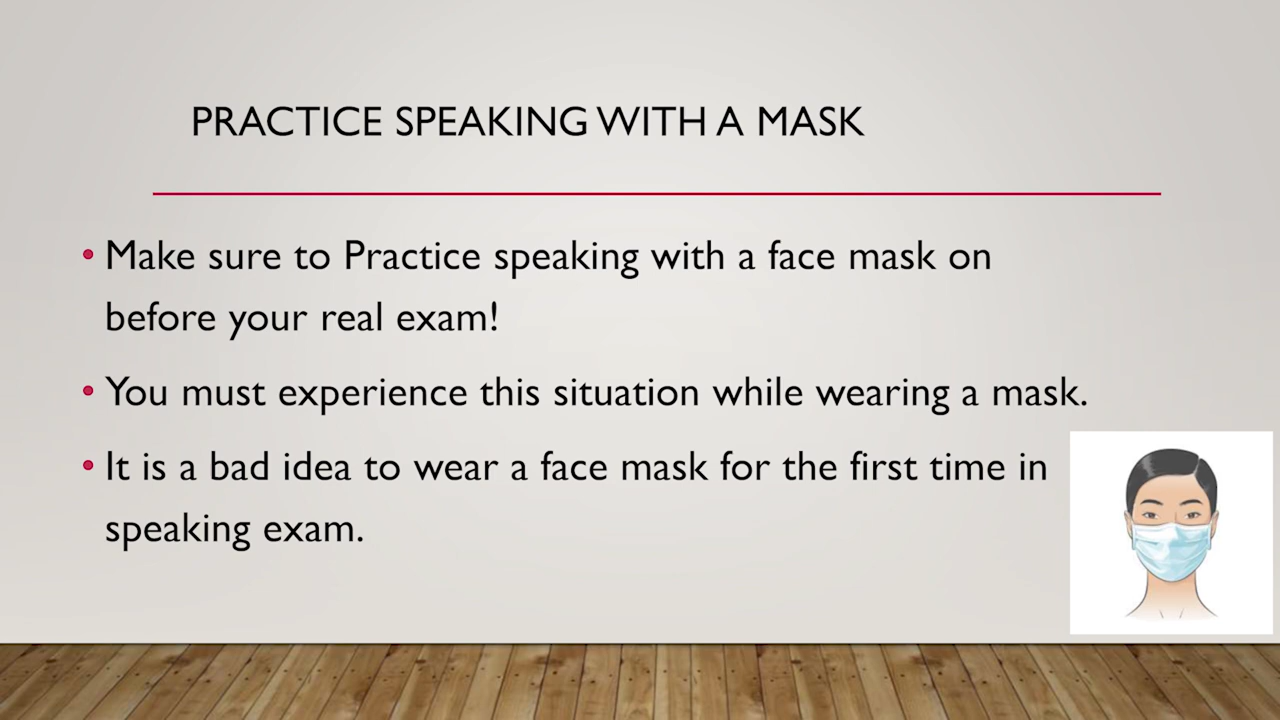 PRACTICE SPEAKING WITH A MASK
• Make sure to Practice speaking with a face mask on
before your real exam!
• You must experience this situation while wearing a mask.
• It is a bad idea to wear a face mask for the first time in
speaking exam.